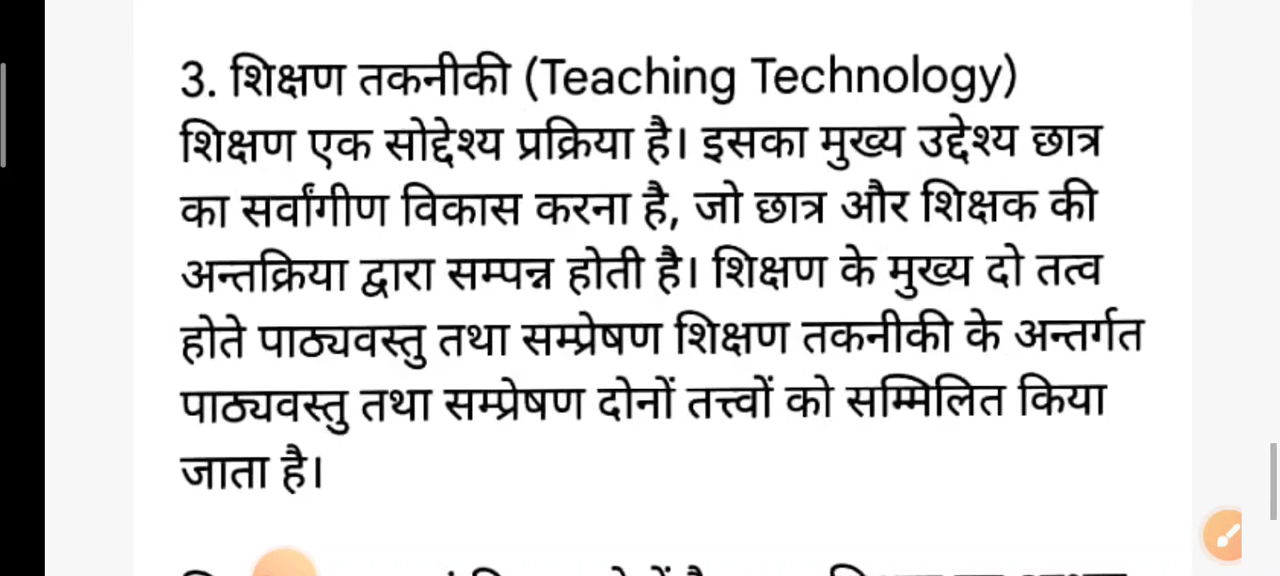 3. शिक्षण तकनीकी (Teaching Technology)
शिक्षण एक सोद्देश्य प्रक्रिया है। इसका मुख्य उद्देश्य छात्र
का सर्वांगीण विकास करना है, जो छात्र और शिक्षक की
अन्तक्रिया द्वारा सम्पन्न होती है। शिक्षण के मुख्य दो तत्व
होते पाठ्यवस्तु तथा सम्प्रेषण शिक्षण तकनीकी के अन्तर्गत
पाठ्यवस्तु तथा सम्प्रेषण दोनों तत्त्वों को सम्मिलित किया
जाता है।